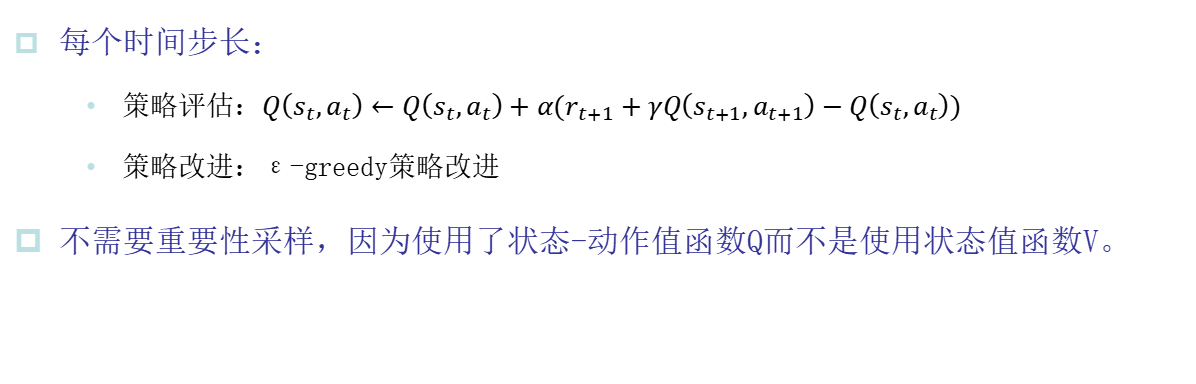 每个时间步长：
策略评估：Q(s_t, a_t) ← Q(s_t, a_t) + α(r_{t+1} + γQ(s_{t+1}, a_{t+1}) − Q(s_t, a_t))
策略改进：ε-greedy策略改进
不需要重要性采样，因为使用了状态-动作值函数Q而不是使用状态值函数V。